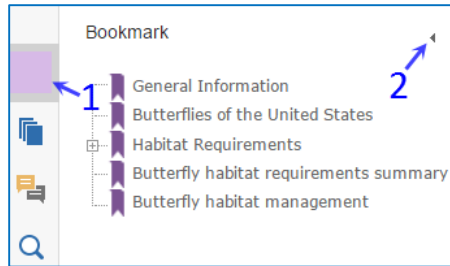 Bookmark
1
2
General Information
Butterflies of the United States
Habitat Requirements
Butterfly habitat requirements summary
Butterfly habitat management